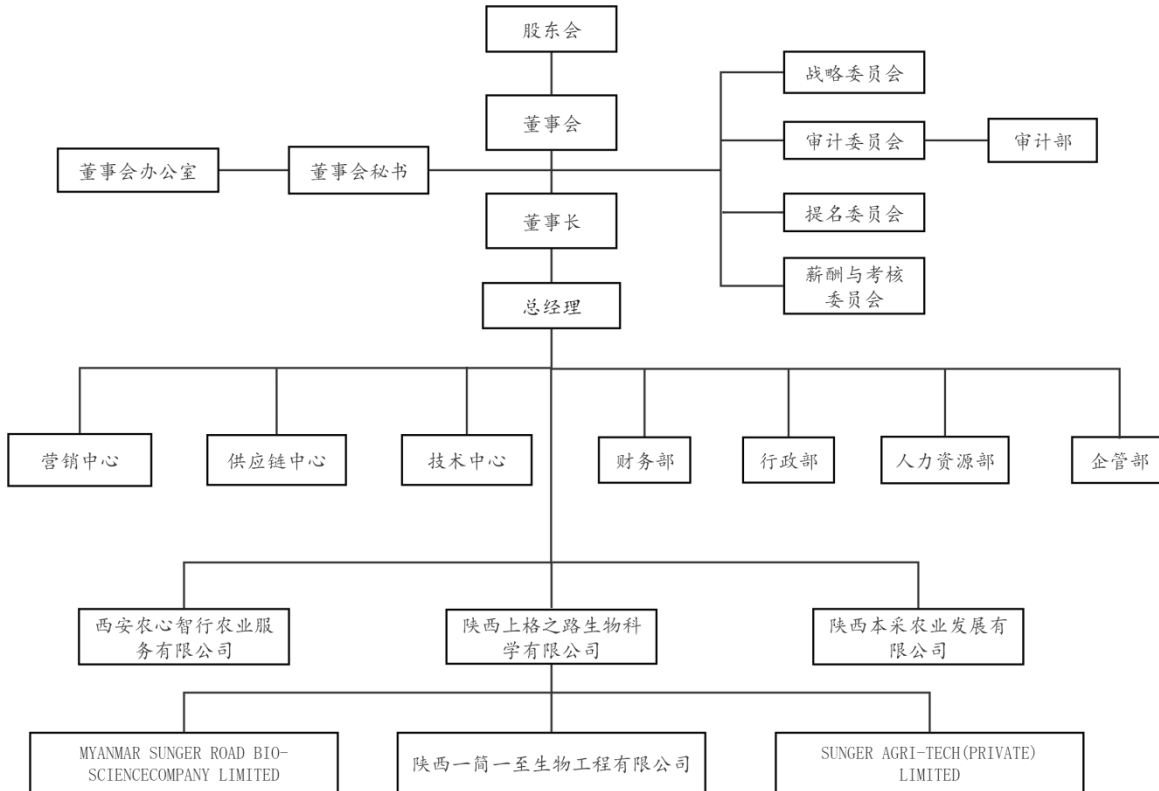 股东会
战略委员会
董事会
审计委员会
审计部
董事会办公室
董事会秘书
董事长
提名委员会
薪酬与考核
委员会
总经理
营销中心
供应链中心
技术中心
财务部
行政部
人力资源部
企管部
西安农心智行农业服
务有限公司
陕西上格之路生物科
学有限公司
陕西本采农业发展有
限公司
MYANMAR SUNGER ROAD BIO-
SCIENCECOMPANY LIMITED
陕西一简一至生物工程有限公司
SUNGER AGRI-TECH(PRIVATE)
LIMITED